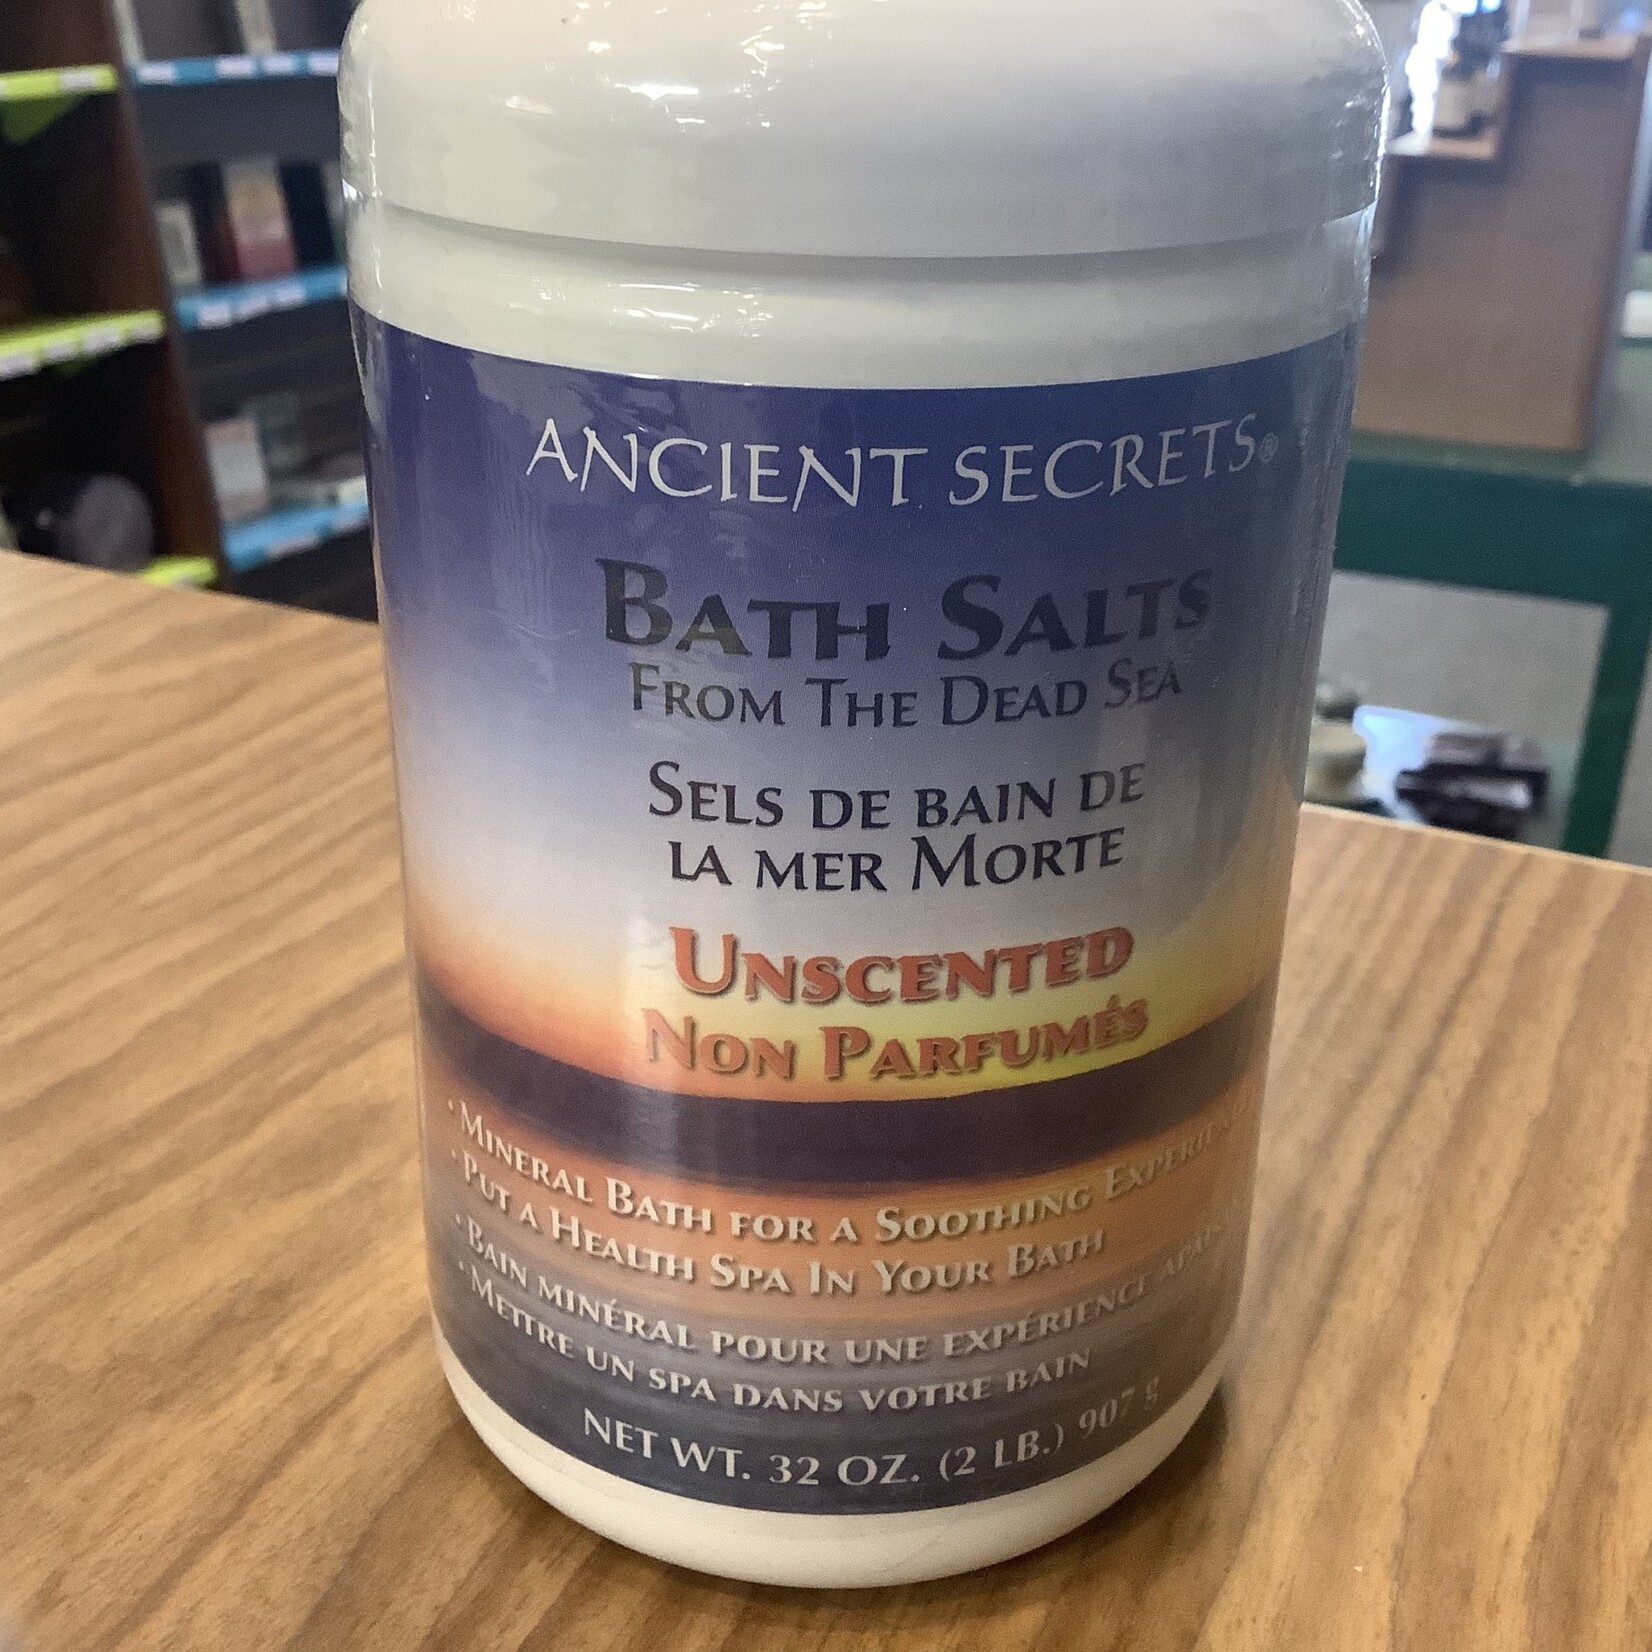 ANCIENT SECRETS®
BATH SALTS
FROM THE DEAD SEA
SELS DE BAIN DE
LA MER MORTE
UNSCENTED
NON PARFUMÉS
• MINERAL BATH FOR A SOOTHING EXPERIENCE
• PUT A HEALTH SPA IN YOUR BATH
• BAIN MINÉRAL POUR UNE EXPÉRIENCE
• METTRE UN SPA DANS VOTRE BAIN
NET WT. 32 OZ. (2 LB.) 907 g